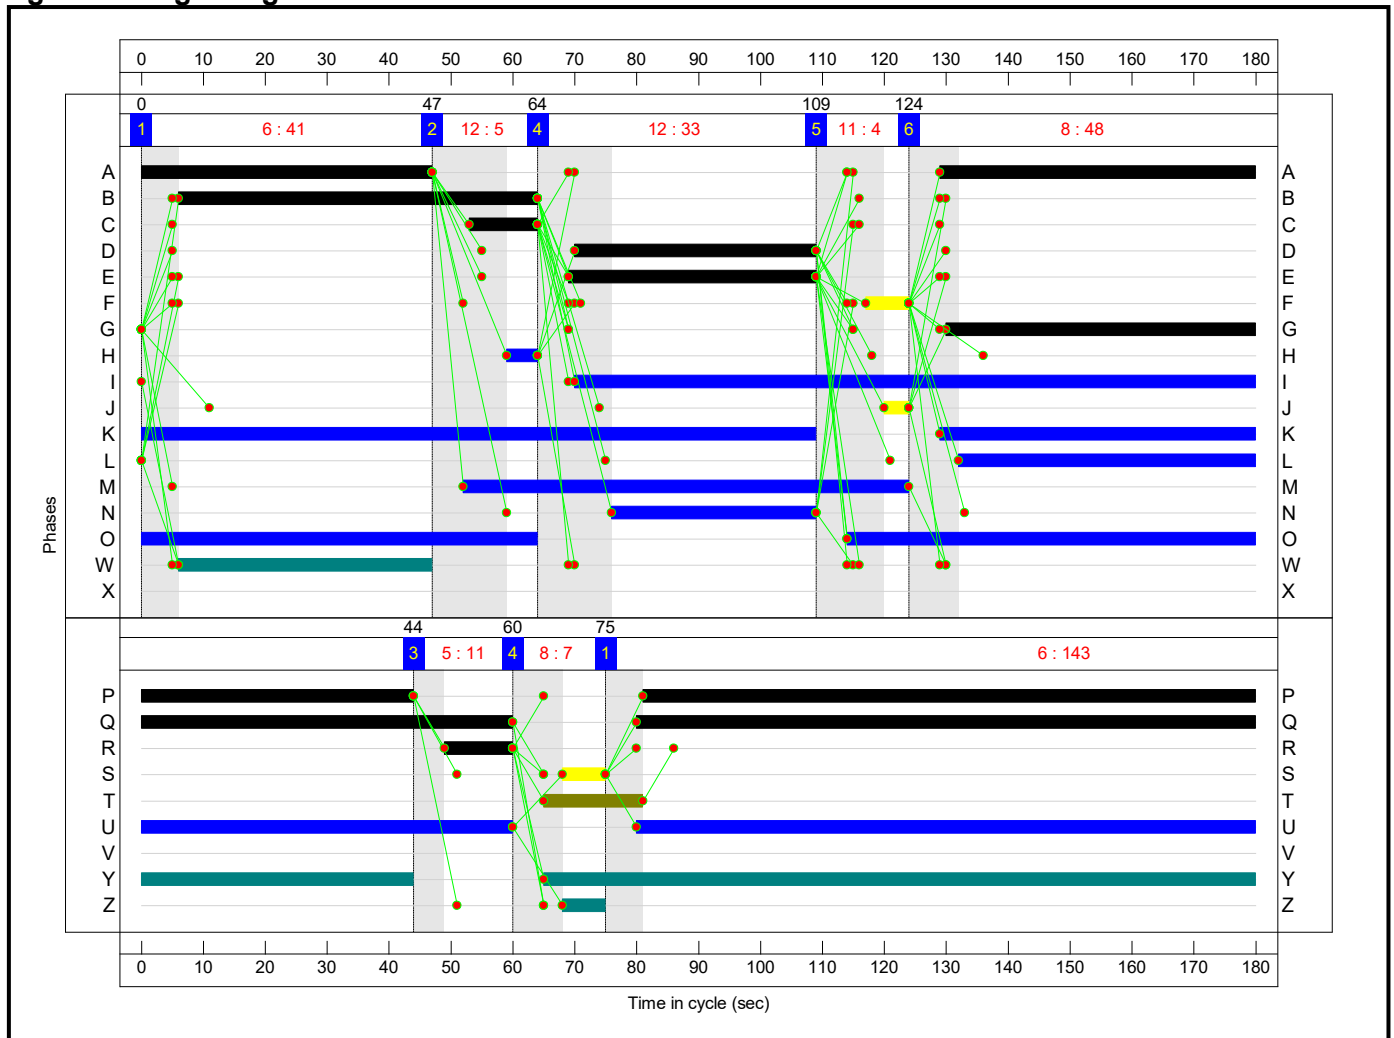 0 10 20 30 40 50 60 70 80 90 100 110 120 130 140 150 160 170 180
0 47 64 109 124
1 6 : 41 2 12 : 5 4 12 : 33 5 11 : 4 6 8 : 48
A A
B B
C C
D D
E E
F F
G G
H H
I I
J J
K K
L L
M M
N N
O O
W W
X X
Phases
44 60 75
3 5 : 11 4 8 : 7 1 6 : 143
P P
Q Q
R R
S S
T T
U U
V V
Y Y
Z Z
0 10 20 30 40 50 60 70 80 90 100 110 120 130 140 150 160 170 180
Time in cycle (sec)